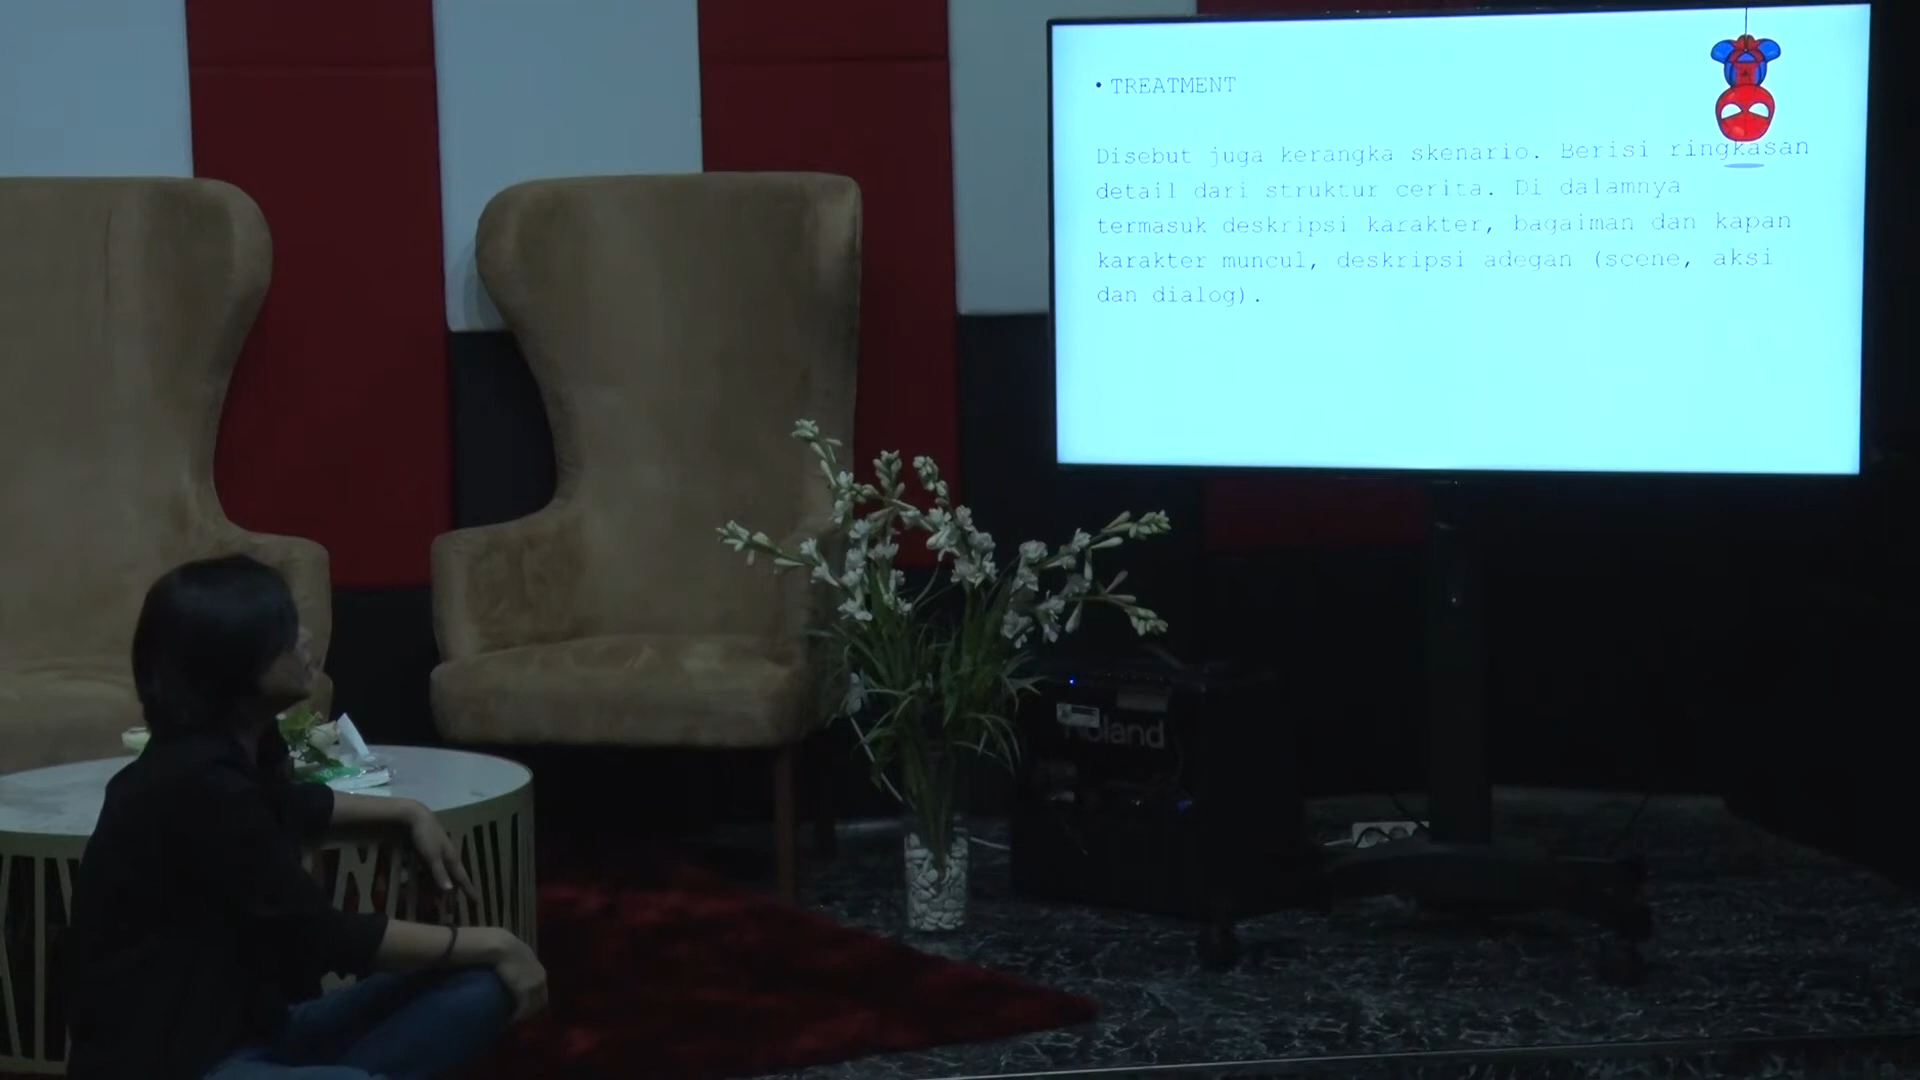 • TREATMENT
Disebut juga kerangka skenario. Berisi ringkasan
detail dari struktur cerita. Di dalamnya
termasuk deskripsi karakter, bagaiman dan kapan
karakter muncul, deskripsi adegan (scene, aksi
dan dialog).
Roland